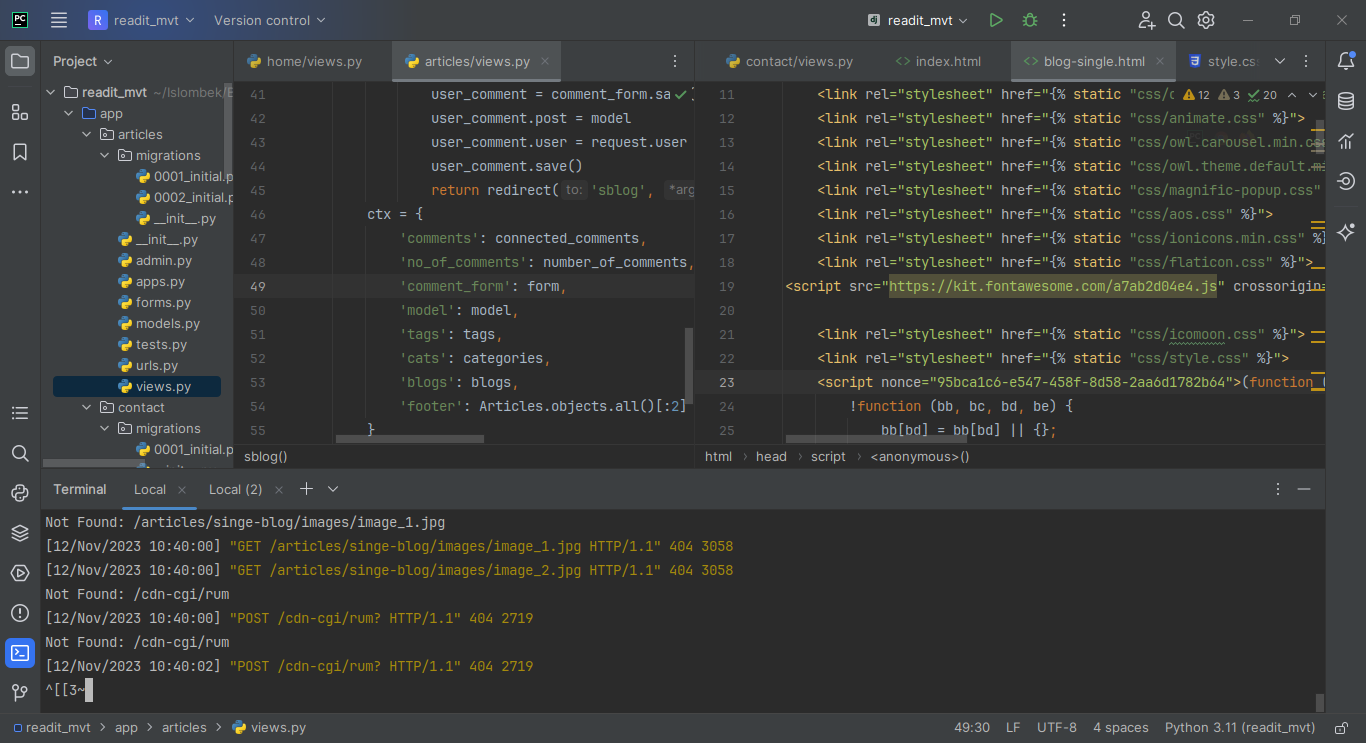 PC
R readit_mvt Version control
dj readit_mvt
Project
readit_mvt ~/Islombek/
app
articles
migrations
0001_initial.p
0002_initial.p
__init__.py
__init__.py
admin.py
apps.py
forms.py
models.py
tests.py
urls.py
views.py
contact
migrations
0001_initial.p
home/views.py articles/views.py
41 user_comment = comment_form.sa
42 user_comment.post = model
43 user_comment.user = request.user
44 user_comment.save()
45 return redirect( to: 'sblog', *arg
46 ctx = {
47 'comments': connected_comments,
48 'no_of_comments': number_of_comments,
49 'comment_form': form,
50 'model': model,
51 'tags': tags,
52 'cats': categories,
53 'blogs': blogs,
54 'footer': Articles.objects.all()[:2]
55 }
sblog()
contact/views.py index.html blog-single.html style.cs
12 3 20
11 <link rel="stylesheet" href="{% static "css/
12 <link rel="stylesheet" href="{% static "css/animate.css" %}">
13 <link rel="stylesheet" href="{% static "css/owl.carousel.min.css
14 <link rel="stylesheet" href="{% static "css/owl.theme.default.mi
15 <link rel="stylesheet" href="{% static "css/magnific-popup.css"
16 <link rel="stylesheet" href="{% static "css/aos.css" %}">
17 <link rel="stylesheet" href="{% static "css/ionicons.min.css" %}
18 <link rel="stylesheet" href="{% static "css/flaticon.css" %}">
19 <script src="https://kit.fontawesome.com/a7ab2d04e4.js" crossorigin=
20
21 <link rel="stylesheet" href="{% static "css/icomoon.css" %}">
22 <link rel="stylesheet" href="{% static "css/style.css" %}">
23 <script nonce="95bca1c6-e547-458f-8d58-2aa6d1782b64">(function (
24 !function (bb, bc, bd, be) {
25 bb[bd] = bb[bd] || {};
html › head › script › <anonymous>()
Terminal Local Local (2)
Not Found: /articles/singe-blog/images/image_1.jpg
[12/Nov/2023 10:40:00] "GET /articles/singe-blog/images/image_1.jpg HTTP/1.1" 404 3058
[12/Nov/2023 10:40:00] "GET /articles/singe-blog/images/image_2.jpg HTTP/1.1" 404 3058
Not Found: /cdn-cgi/rum
[12/Nov/2023 10:40:00] "POST /cdn-cgi/rum? HTTP/1.1" 404 2719
Not Found: /cdn-cgi/rum
[12/Nov/2023 10:40:02] "POST /cdn-cgi/rum? HTTP/1.1" 404 2719
^[[3~
readit_mvt › app › articles › views.py
49:30 LF UTF-8 4 spaces Python 3.11 (readit_mvt)